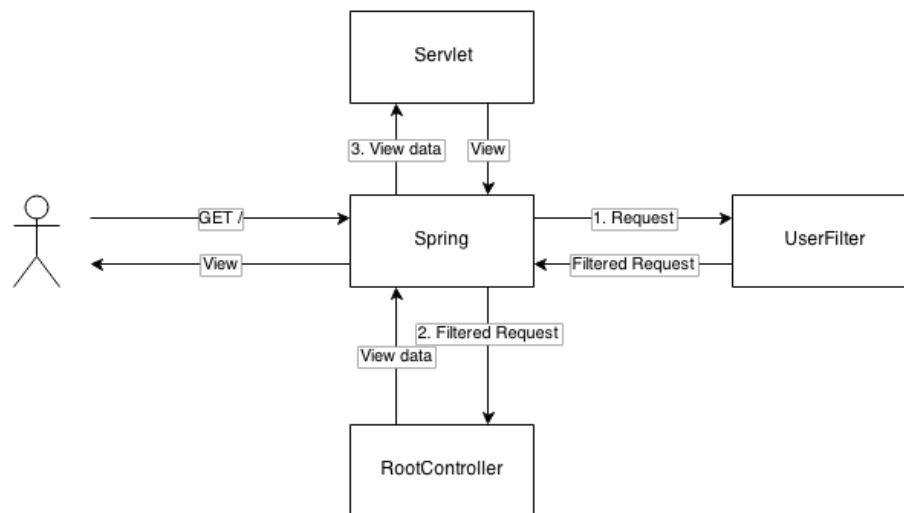 Servlet
3. View data
View
GET /
Spring
1. Request
UserFilter
View
Filtered Request
2. Filtered Request
View data
RootController